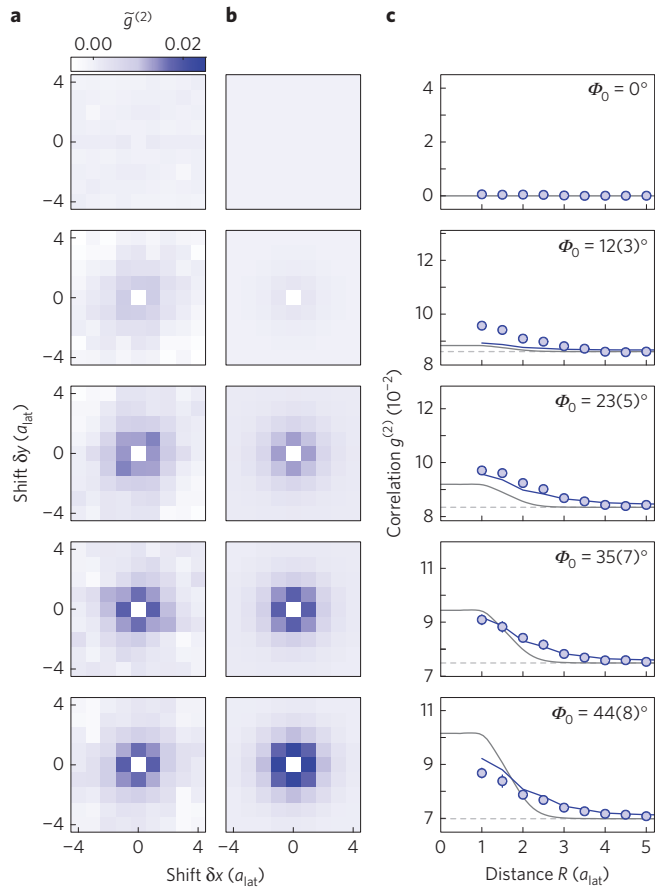 a
b
c
g̃⁽²⁾
0.00 0.02
4
0
−4
4
2
0
Φ₀ = 0°
4
0
−4
12
10
8
Φ₀ = 12(3)°
4
0
−4
12
10
8
Φ₀ = 23(5)°
4
0
−4
11
9
7
Φ₀ = 35(7)°
4
0
−4
11
9
7
Φ₀ = 44(8)°
Shift δy (a_lat)
Correlation g⁽²⁾ (10⁻²)
−4 0 4
−4 0 4
0 1 2 3 4 5
Shift δx (a_lat)
Distance R (a_lat)